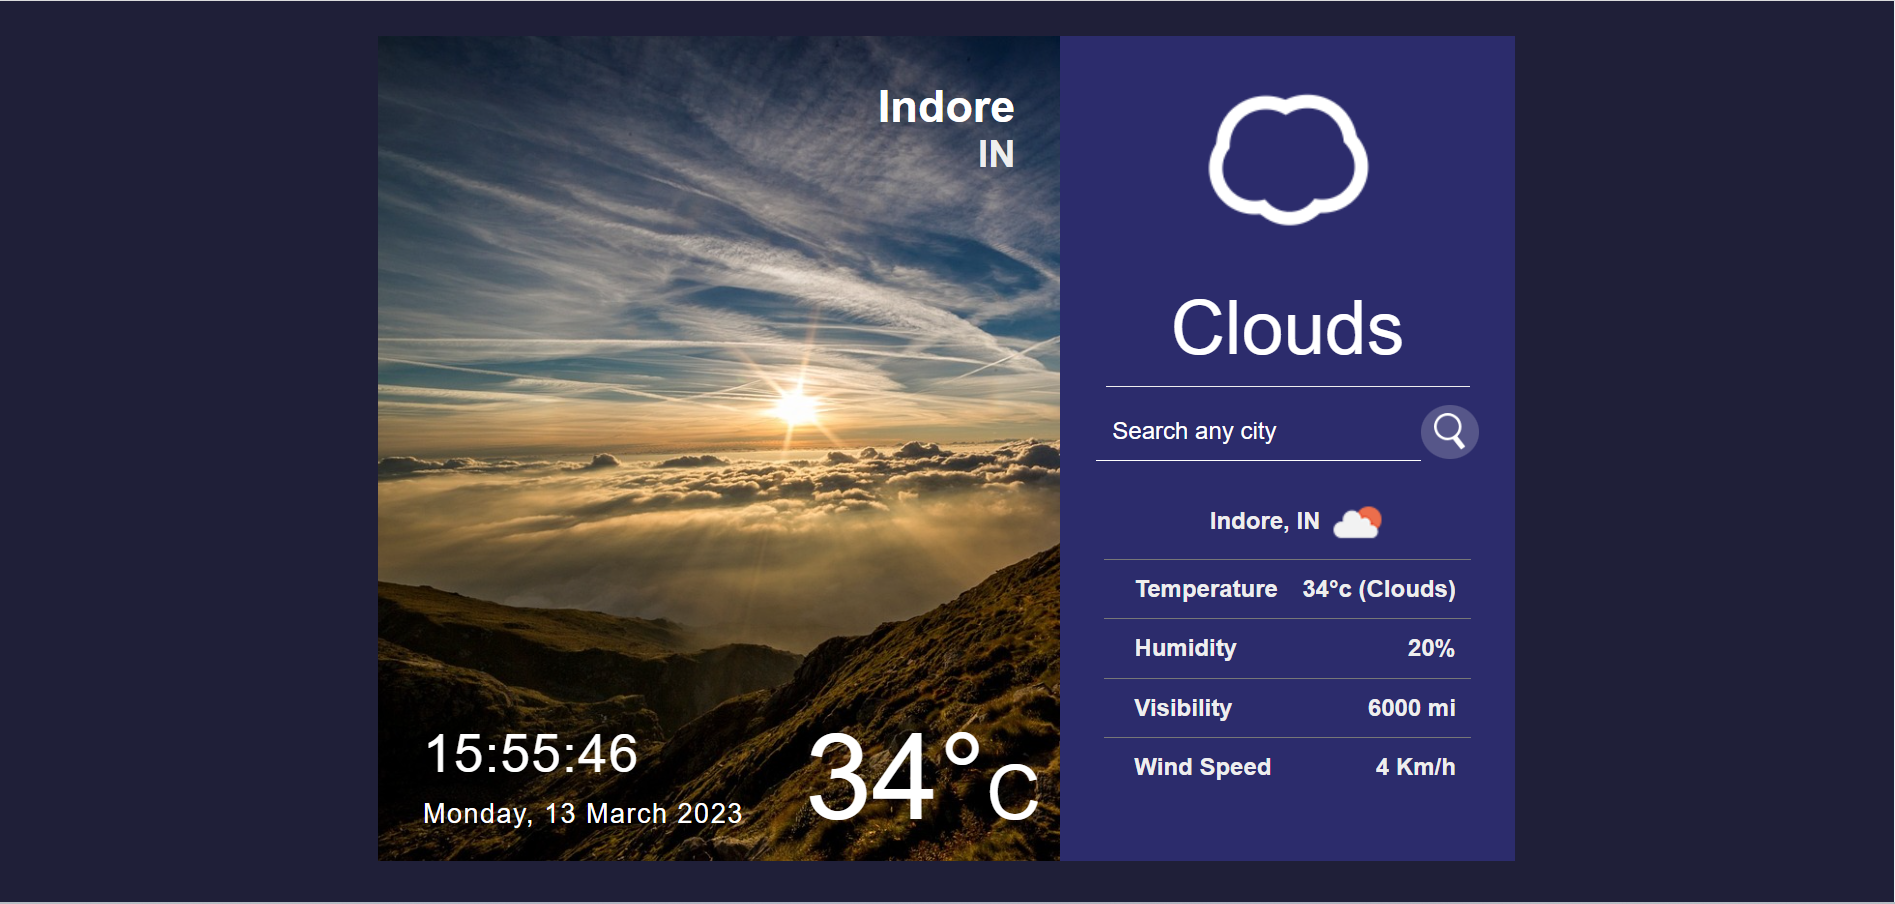 Indore
IN
15:55:46
Monday, 13 March 2023
34°C
Clouds
Search any city
Indore, IN
Temperature 34°c (Clouds)
Humidity 20%
Visibility 6000 mi
Wind Speed 4 Km/h